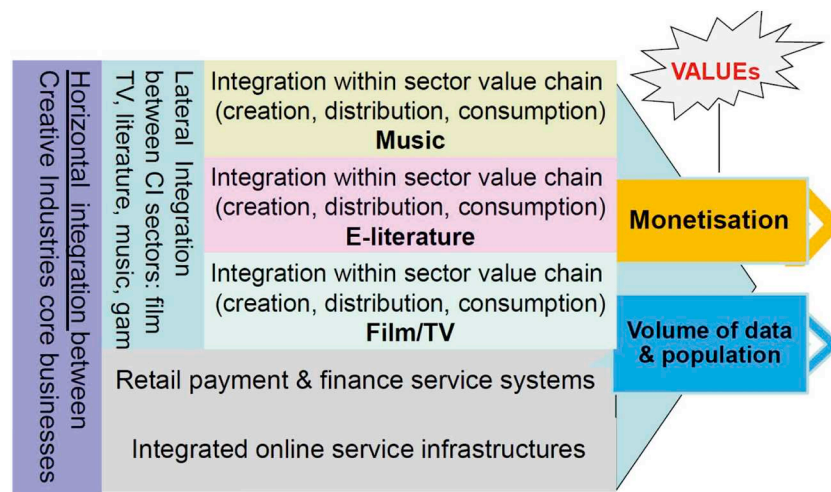 Horizontal integration between
Creative Industries core businesses
Lateral Integration
between CI sectors: film
TV, literature, music, gam
Integration within sector value chain
(creation, distribution, consumption)
Music
Integration within sector value chain
(creation, distribution, consumption)
E-literature
Integration within sector value chain
(creation, distribution, consumption)
Film/TV
Retail payment & finance service systems
Integrated online service infrastructures
VALUEs
Monetisation
Volume of data
& population